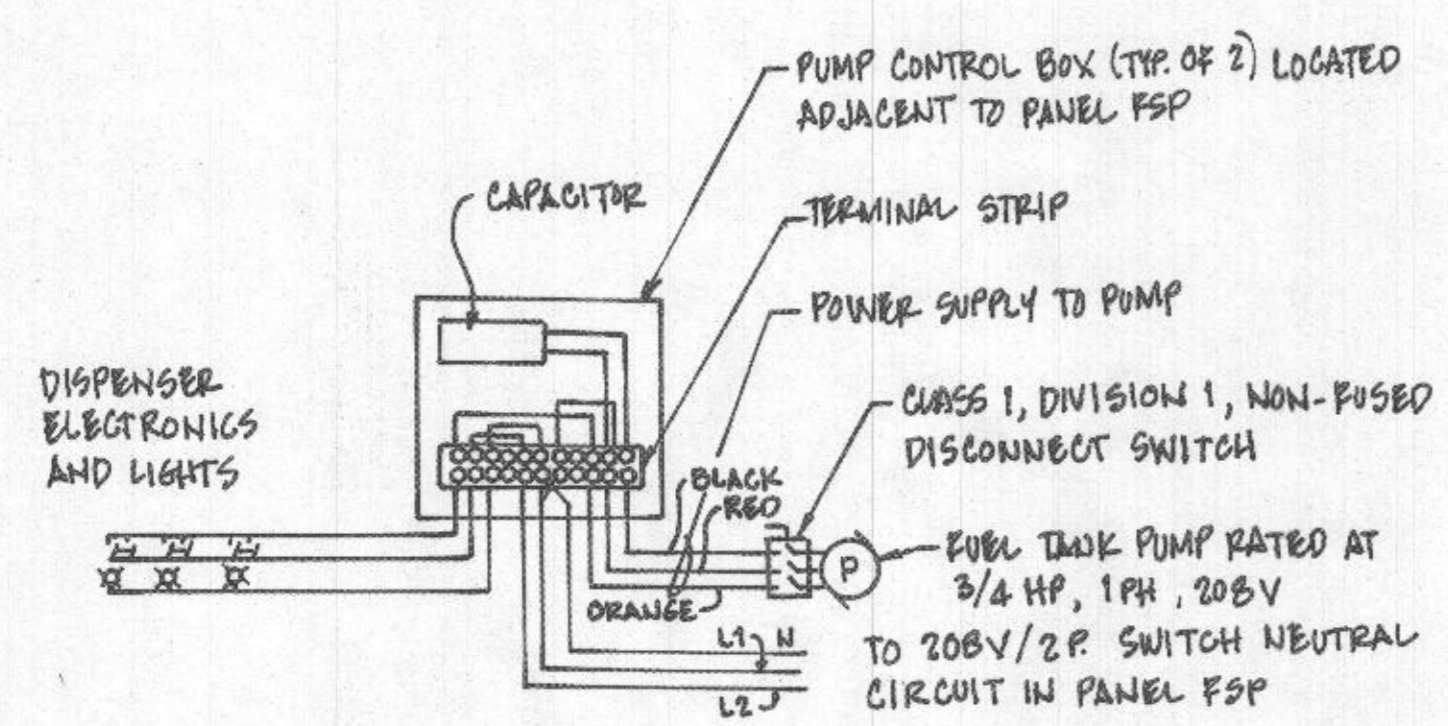 PUMP CONTROL BOX (TYP. OF 2) LOCATED
ADJACENT TO PANEL FSP
CAPACITOR
TERMINAL STRIP
POWER SUPPLY TO PUMP
DISPENSER
ELECTRONICS
AND LIGHTS
CLASS 1, DIVISION 1, NON-FUSED
DISCONNECT SWITCH
BLACK
RED
P
FUEL TANK PUMP RATED AT
3/4 HP, 1PH, 208V
ORANGE
L1 N
TO 208V/2P. SWITCH NEUTRAL
CIRCUIT IN PANEL FSP
L2